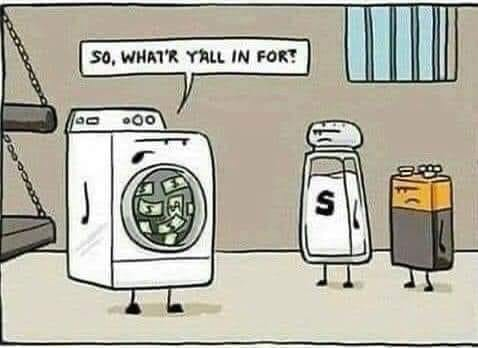 SO, WHAT'R Y'ALL IN FOR?
S